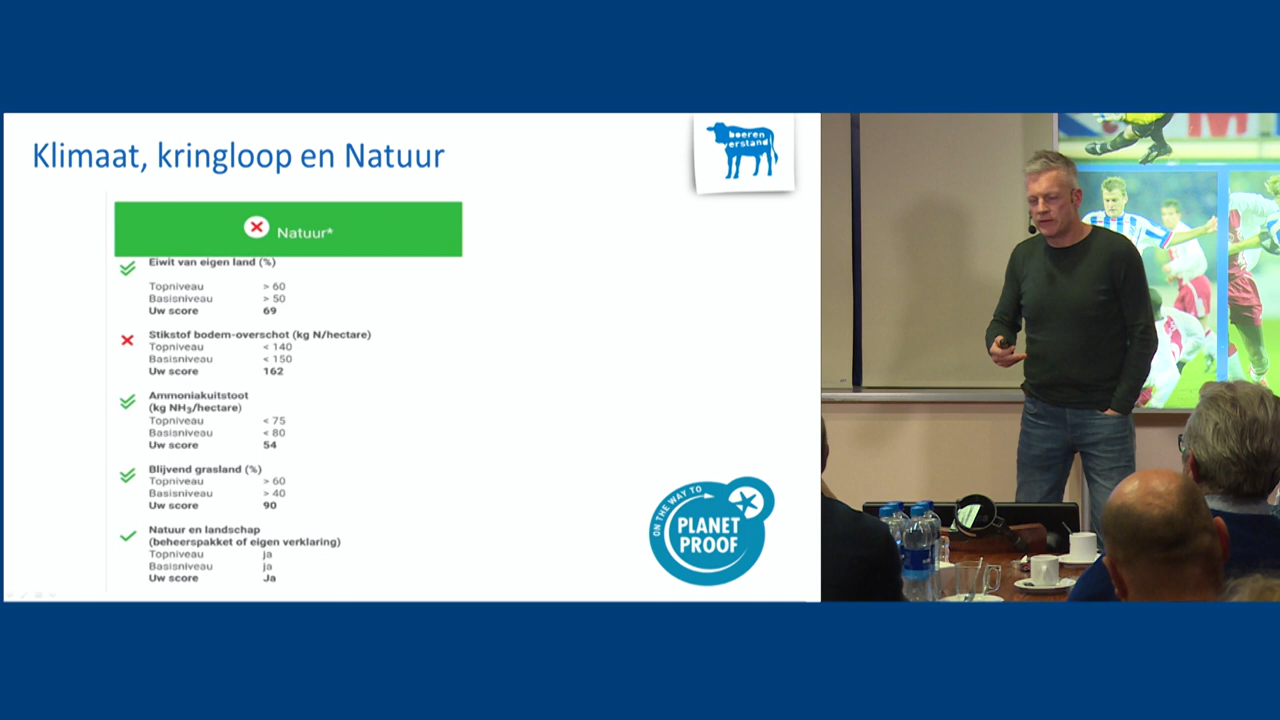 Klimaat, kringloop en Natuur
boeren
verstand
Natuur*
Eiwit van eigen land (%)
Topniveau > 60
Basisniveau > 50
Uw score 69
Stikstof bodem-overschot (kg N/hectare)
Topniveau < 140
Basisniveau < 150
Uw score 162
Ammoniakuitstoot
(kg NH₃/hectare)
Topniveau < 75
Basisniveau < 80
Uw score 54
Blijvend grasland (%)
Topniveau > 60
Basisniveau > 40
Uw score 90
Natuur en landschap
(beheerspakket of eigen verklaring)
Topniveau ja
Basisniveau ja
Uw score Ja
ON THE WAY TO
PLANET
PROOF